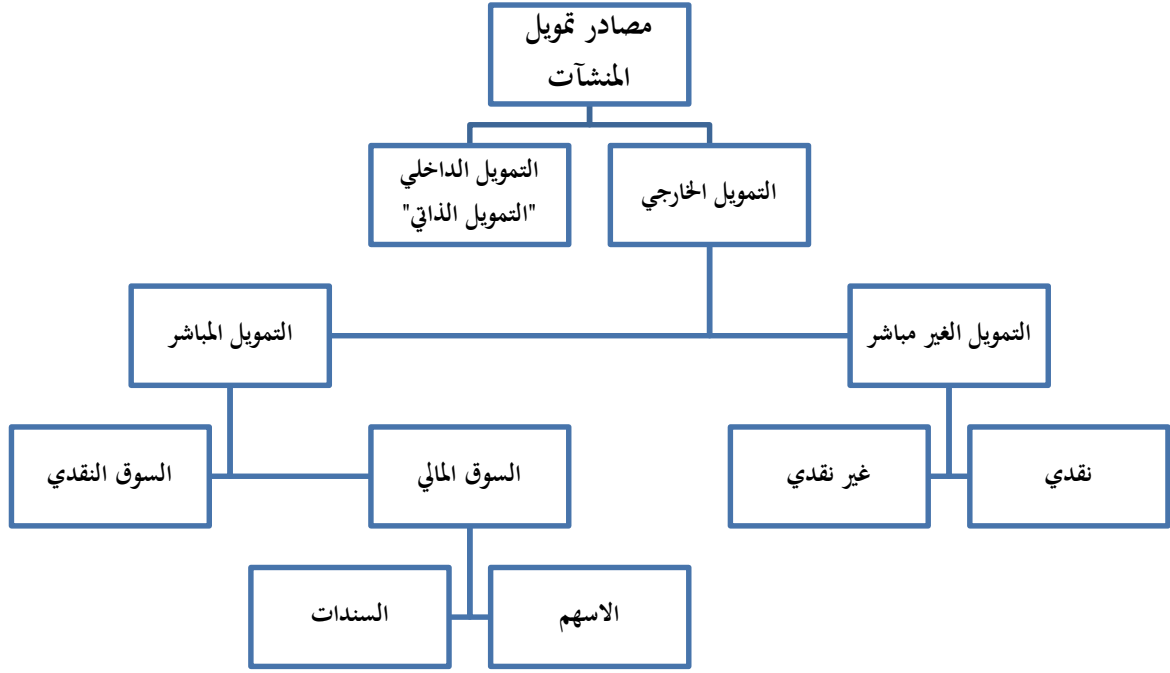 مصادر تمويل
المنشآت
التمويل الخارجي
التمويل الداخلي
"التمويل الذاتي"
التمويل الغير مباشر
التمويل المباشر
نقدي
غير نقدي
السوق المالي
السوق النقدي
الاسهم
السندات